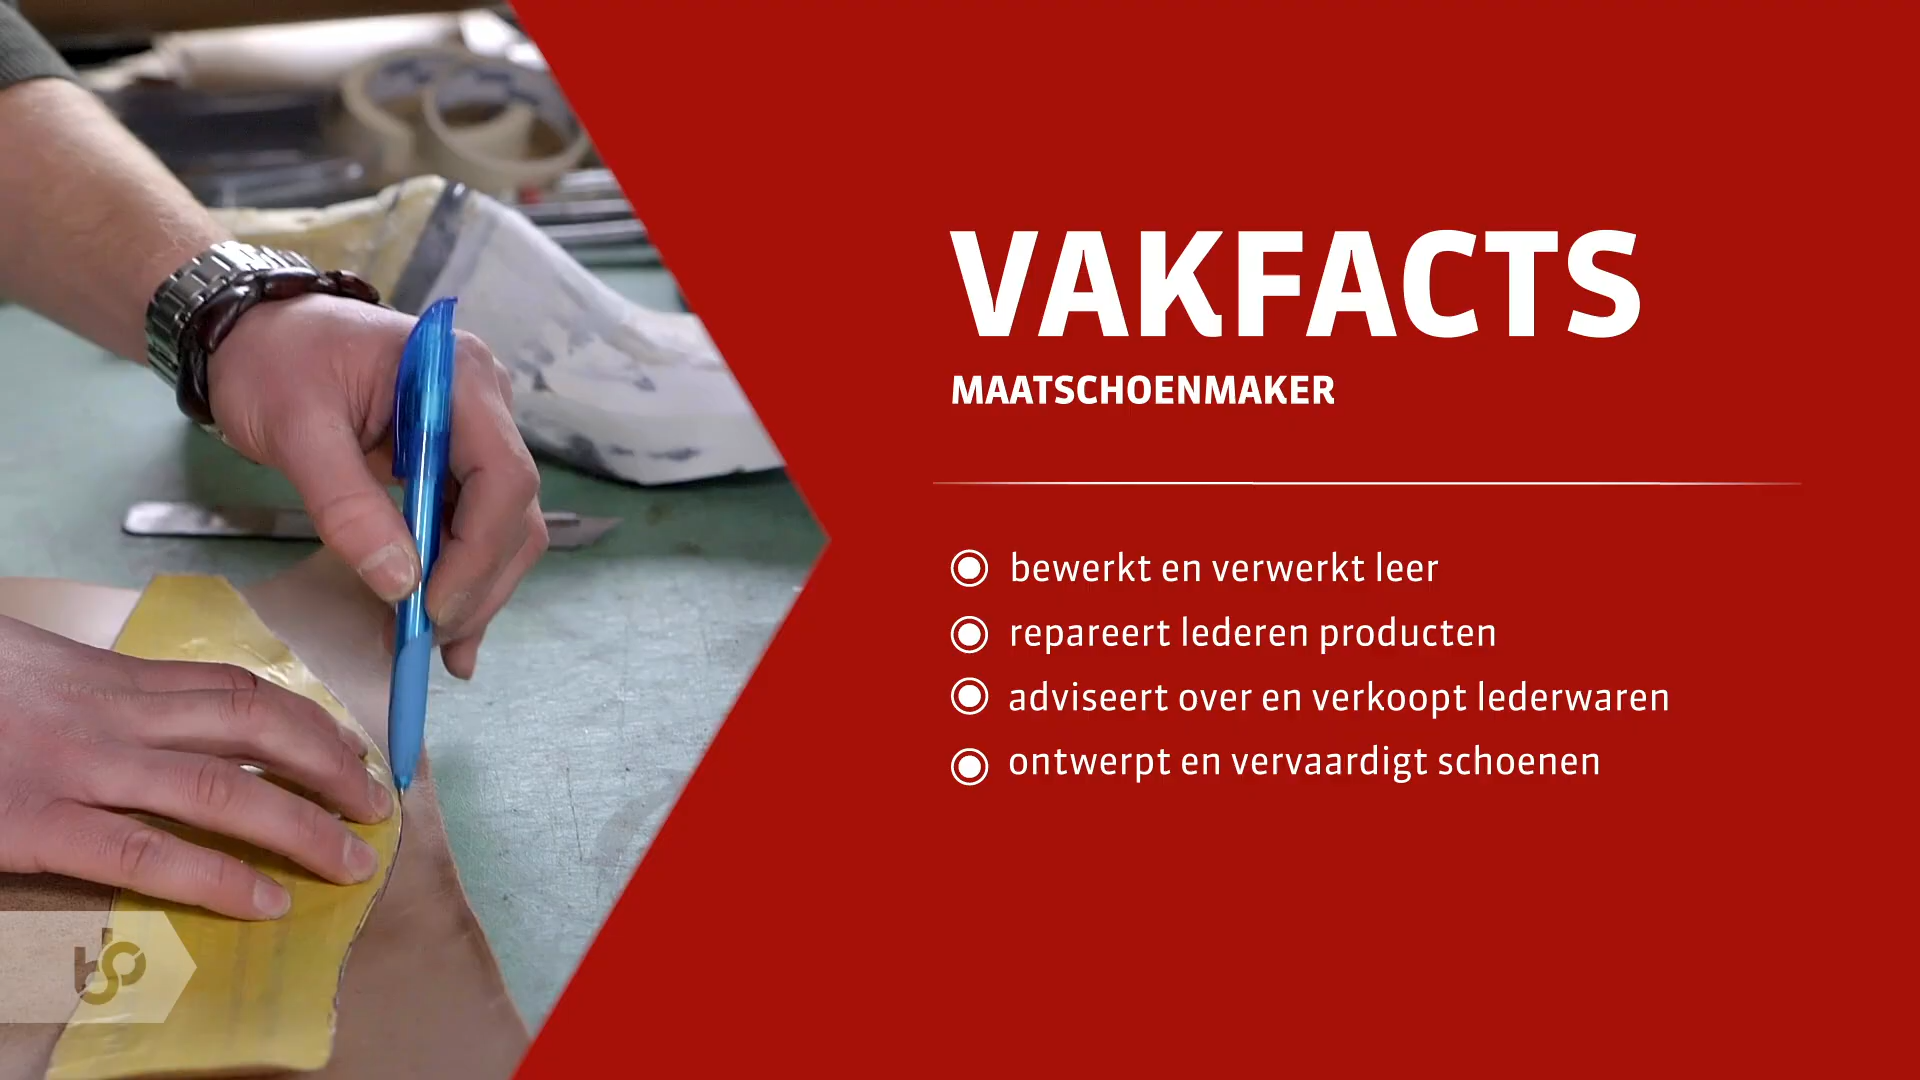 VAKFACTS
MAATSCHOENMAKER
bewerkt en verwerkt leer
repareert lederen producten
adviseert over en verkoopt lederwaren
ontwerpt en vervaardigt schoenen